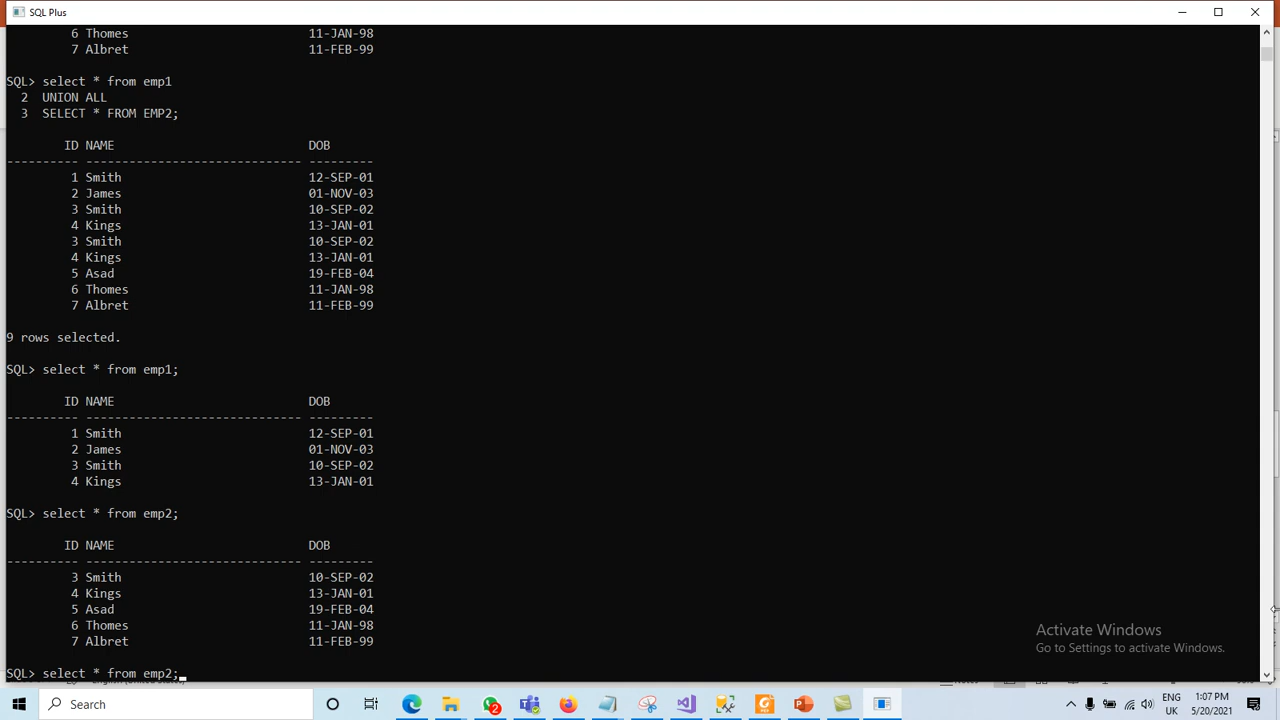 SQL Plus
6 Thomes 11-JAN-98
7 Albret 11-FEB-99
SQL> select * from emp1
2 UNION ALL
3 SELECT * FROM EMP2;
ID NAME DOB
---------- ------------------------------ ---------
1 Smith 12-SEP-01
2 James 01-NOV-03
3 Smith 10-SEP-02
4 Kings 13-JAN-01
3 Smith 10-SEP-02
4 Kings 13-JAN-01
5 Asad 19-FEB-04
6 Thomes 11-JAN-98
7 Albret 11-FEB-99
9 rows selected.
SQL> select * from emp1;
ID NAME DOB
---------- ------------------------------ ---------
1 Smith 12-SEP-01
2 James 01-NOV-03
3 Smith 10-SEP-02
4 Kings 13-JAN-01
SQL> select * from emp2;
ID NAME DOB
---------- ------------------------------ ---------
3 Smith 10-SEP-02
4 Kings 13-JAN-01
5 Asad 19-FEB-04
6 Thomes 11-JAN-98
7 Albret 11-FEB-99
SQL> select * from emp2;
Activate Windows
Go to Settings to activate Windows.
Search
2
ENG
UK
1:07 PM
5/20/2021